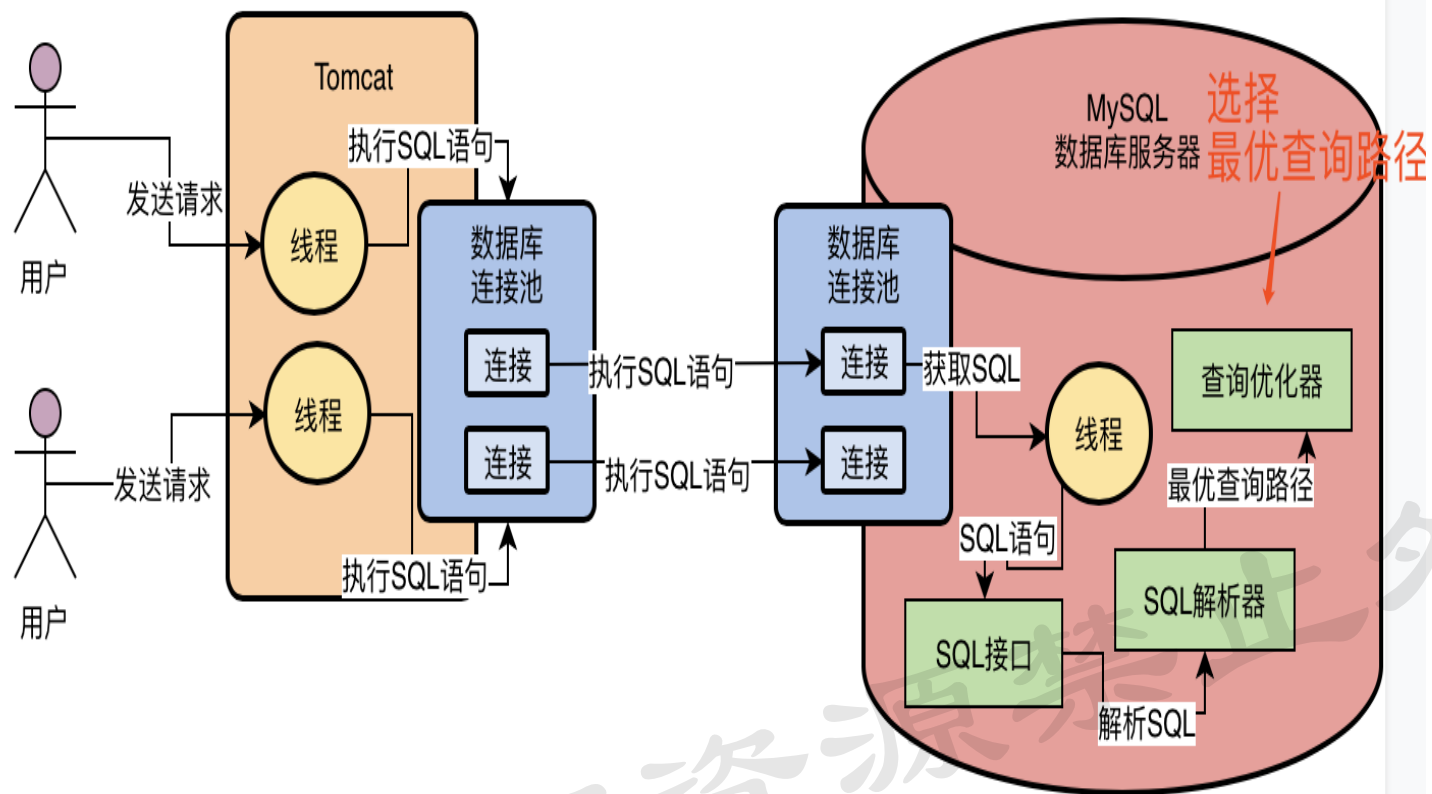 Tomcat
执行SQL语句
发送请求
线程
用户
数据库
连接池
连接
执行SQL语句
连接
执行SQL语句
线程
发送请求
执行SQL语句
用户
MySQL
数据库服务器
选择
最优查询路径
数据库
连接池
连接
连接
获取SQL
线程
查询优化器
最优查询路径
SQL语句
SQL接口
SQL解析器
解析SQL
资源禁止